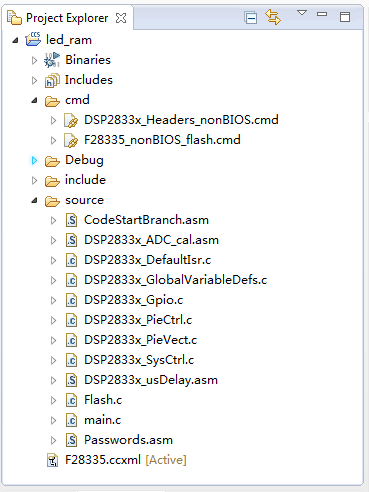 Project Explorer
led_ram
Binaries
Includes
cmd
DSP2833x_Headers_nonBIOS.cmd
F28335_nonBIOS_flash.cmd
Debug
include
source
CodeStartBranch.asm
DSP2833x_ADC_cal.asm
DSP2833x_DefaultIsr.c
DSP2833x_GlobalVariableDefs.c
DSP2833x_Gpio.c
DSP2833x_PieCtrl.c
DSP2833x_PieVect.c
DSP2833x_SysCtrl.c
DSP2833x_usDelay.asm
Flash.c
main.c
Passwords.asm
F28335.ccxml [Active]